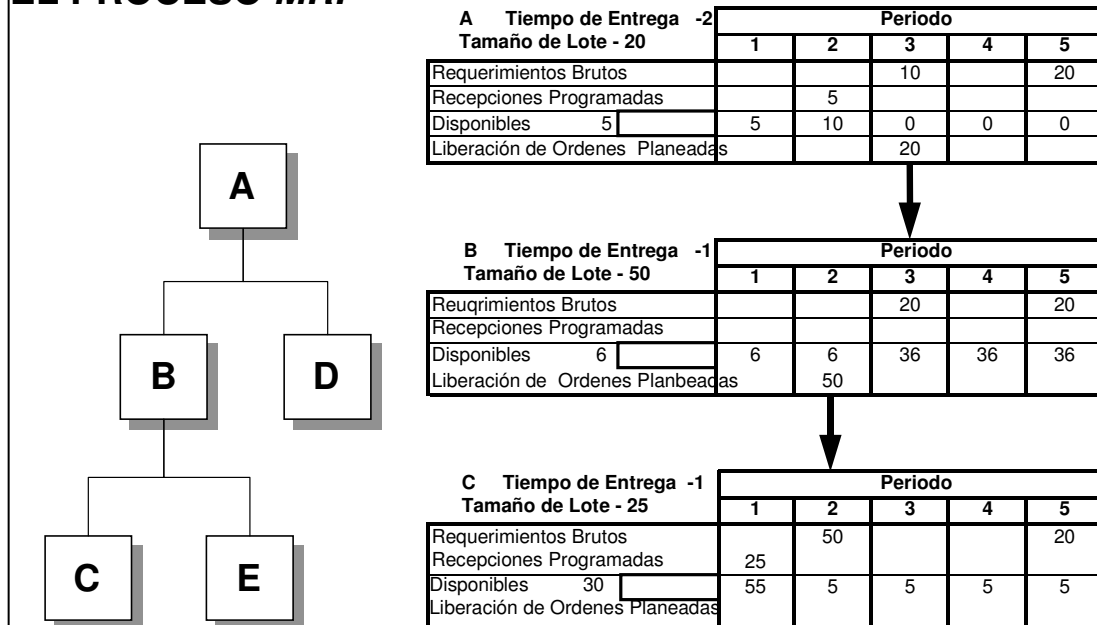 A Tiempo de Entrega -2 Periodo
Tamaño de Lote - 20 1 2 3 4 5
Requerimientos Brutos 10 20
Recepciones Programadas 5
Disponibles 5 5 10 0 0 0
Liberación de Ordenes Planeadas 20
B Tiempo de Entrega -1 Periodo
Tamaño de Lote - 50 1 2 3 4 5
Reuqrimientos Brutos 20 20
Recepciones Programadas
Disponibles 6 6 6 36 36 36
Liberación de Ordenes Planbeadas 50
C Tiempo de Entrega -1 Periodo
Tamaño de Lote - 25 1 2 3 4 5
Requerimientos Brutos 50 20
Recepciones Programadas 25
Disponibles 30 55 5 5 5 5
Liberación de Ordenes Planeadas
A
B D
C E